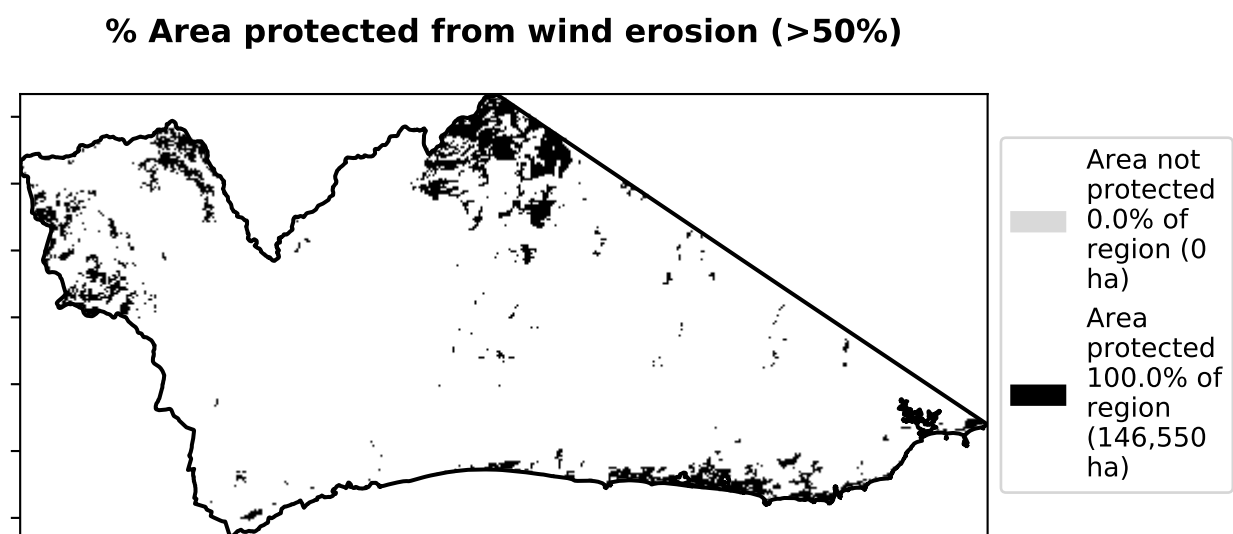 % Area protected from wind erosion (>50%)
Area not
protected
0.0% of
region (0
ha)
Area
protected
100.0% of
region
(146,550
ha)